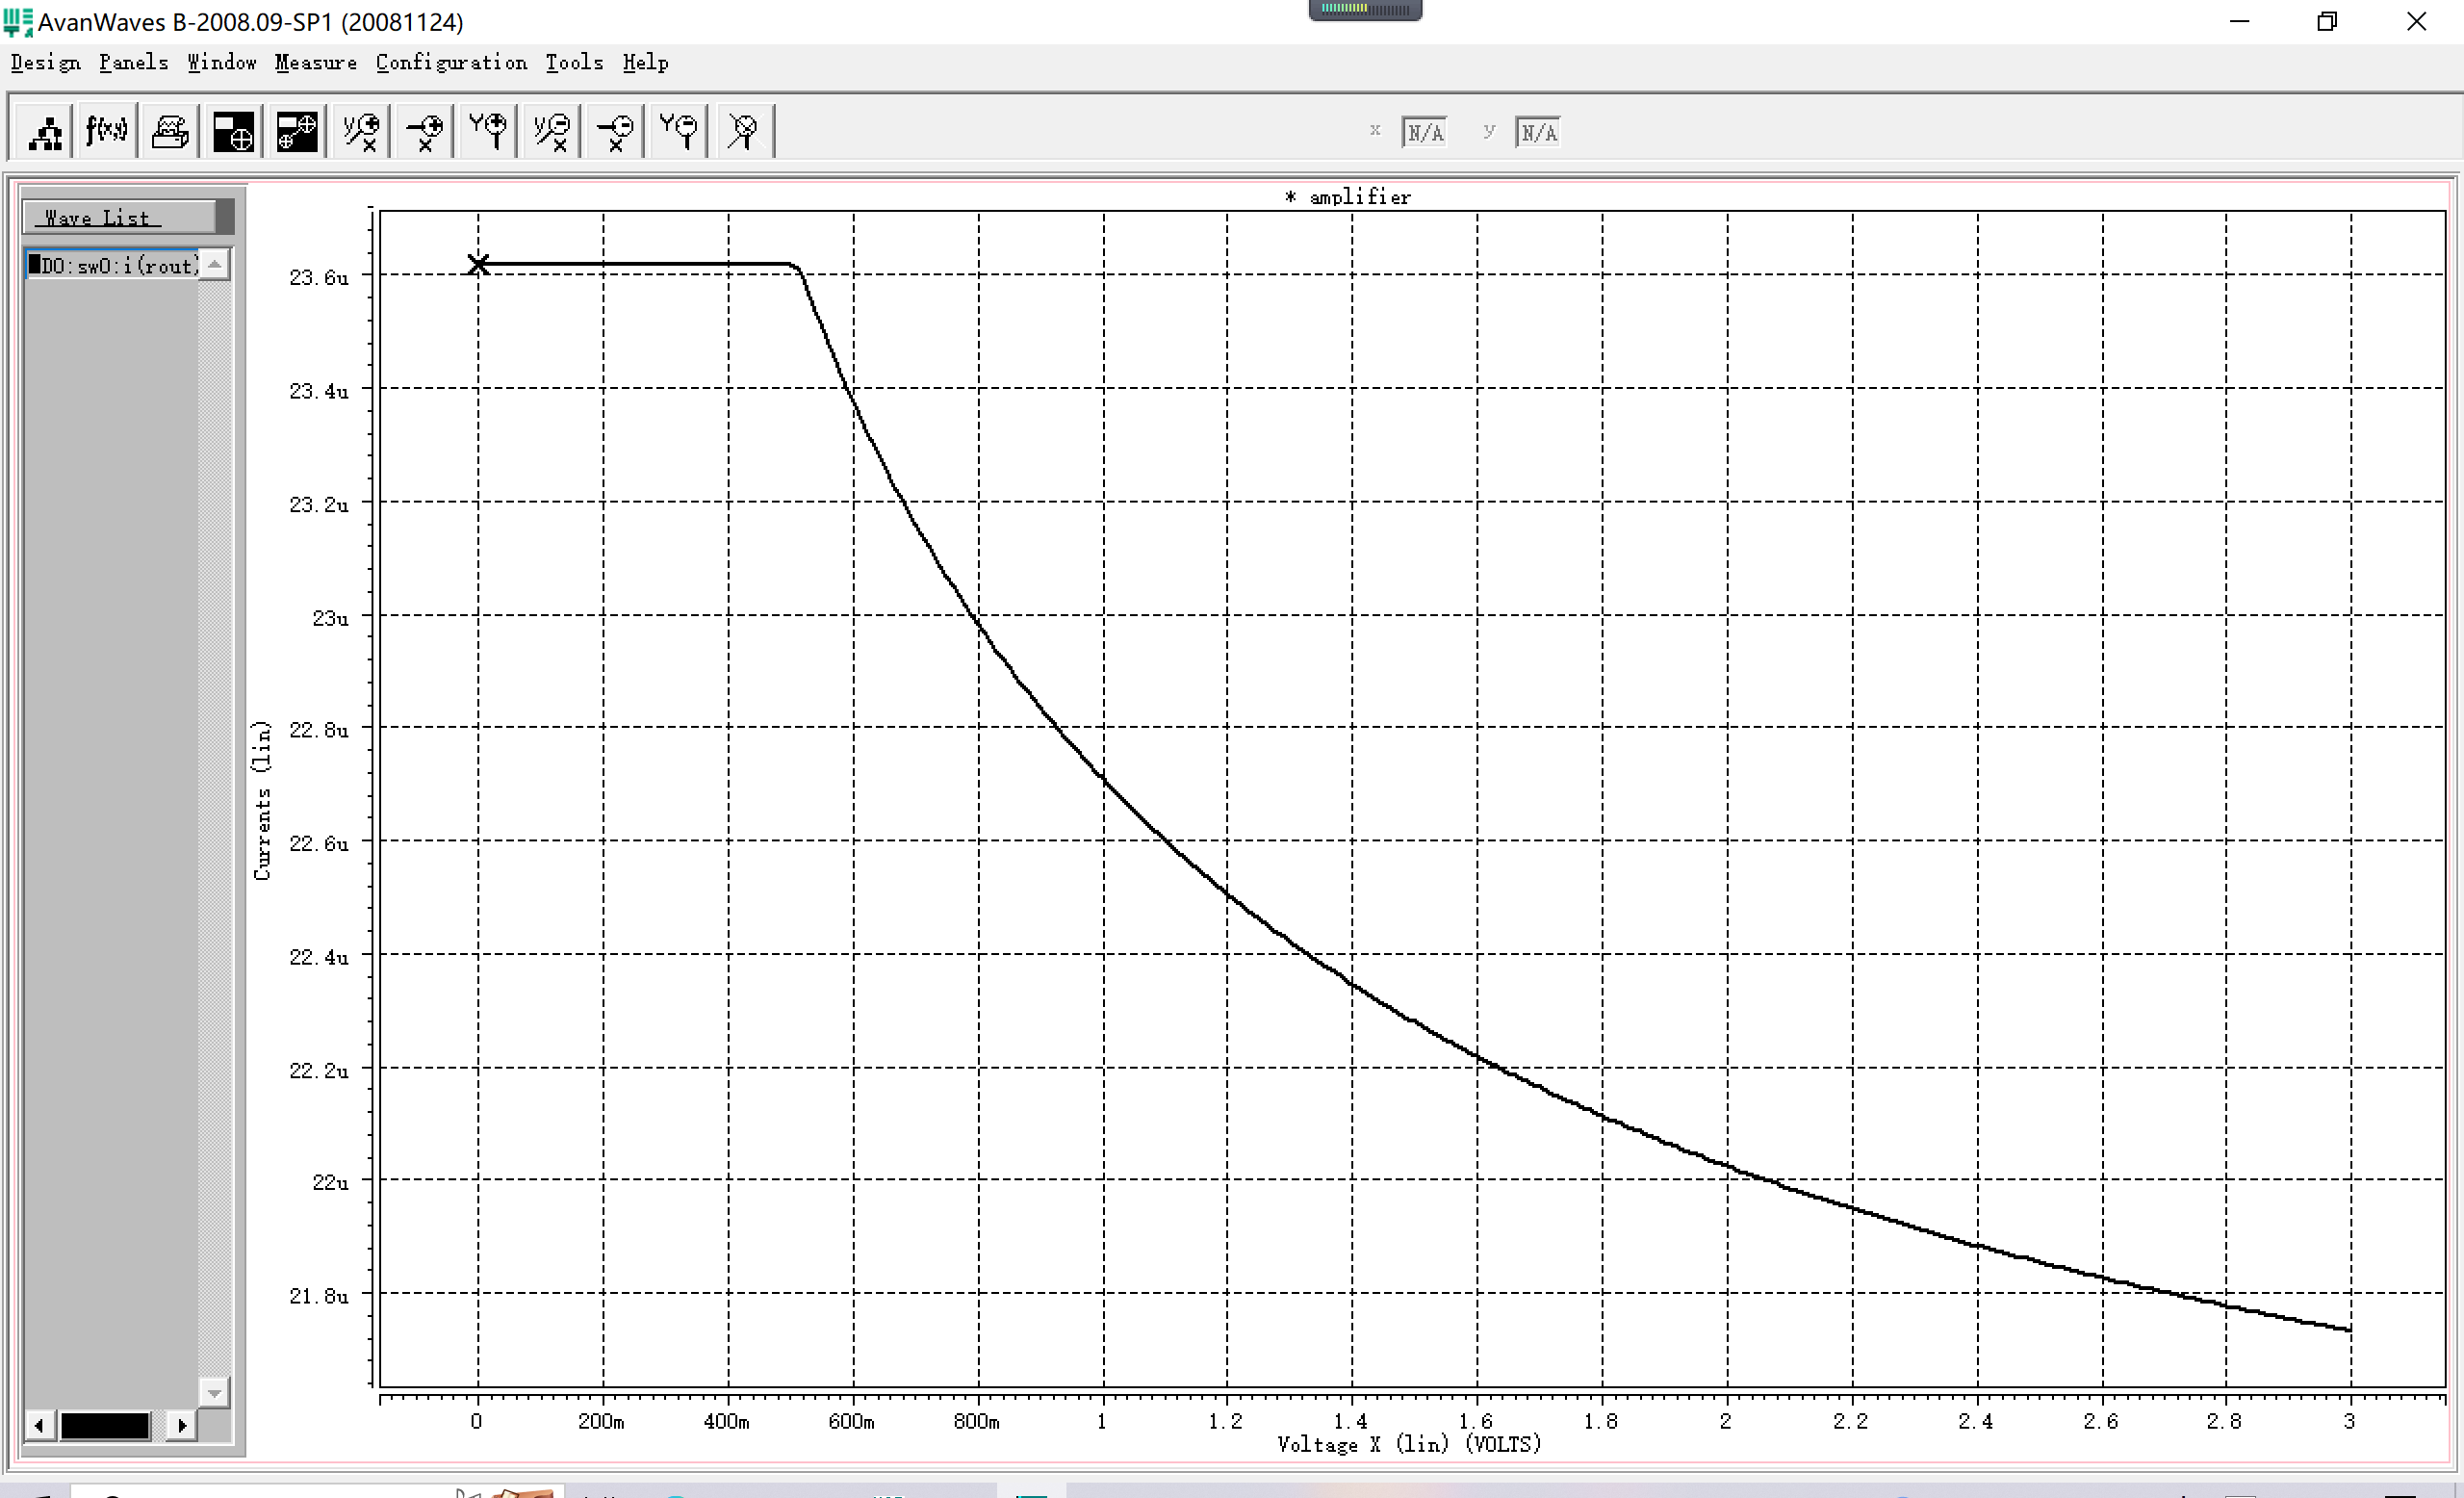 AvanWaves B-2008.09-SP1 (20081124)
Design Panels Window Measure Configuration Tools Help
f(x,y) x N/A y N/A
Wave List
D0:sw0:i(rout)
* amplifier
23.6u
23.4u
23.2u
23u
22.8u
22.6u
22.4u
22.2u
22u
21.8u
Currents (lin)
0 200m 400m 600m 800m 1 1.2 1.4 1.6 1.8 2 2.2 2.4 2.6 2.8 3
Voltage X (lin) (VOLTS)